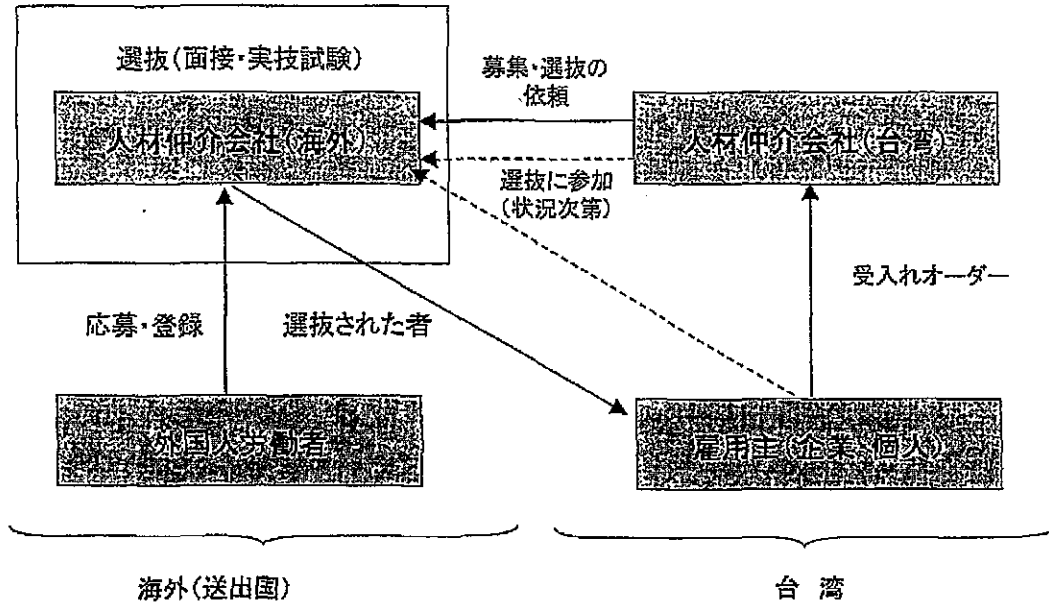 選抜(面接・実技試験)
募集・選抜の
依頼
人材仲介会社(海外)
人材仲介会社(台湾)
選抜に参加
(状況次第)
受入れオーダー
応募・登録
選抜された者
外国人労働者
雇用主(企業、個人)
海外(送出国)
台 湾